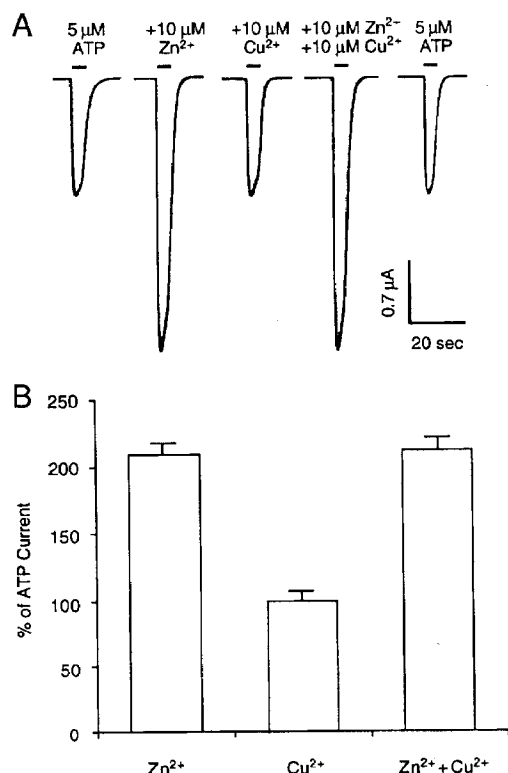 A
5 μM ATP
+10 μM Zn²⁺
+10 μM Cu²⁺
+10 μM Zn²⁺
+10 μM Cu²⁺
5 μM ATP
0.7 μA
20 sec
B
% of ATP Current
250
200
150
100
50
0
Zn²⁺
Cu²⁺
Zn²⁺ + Cu²⁺